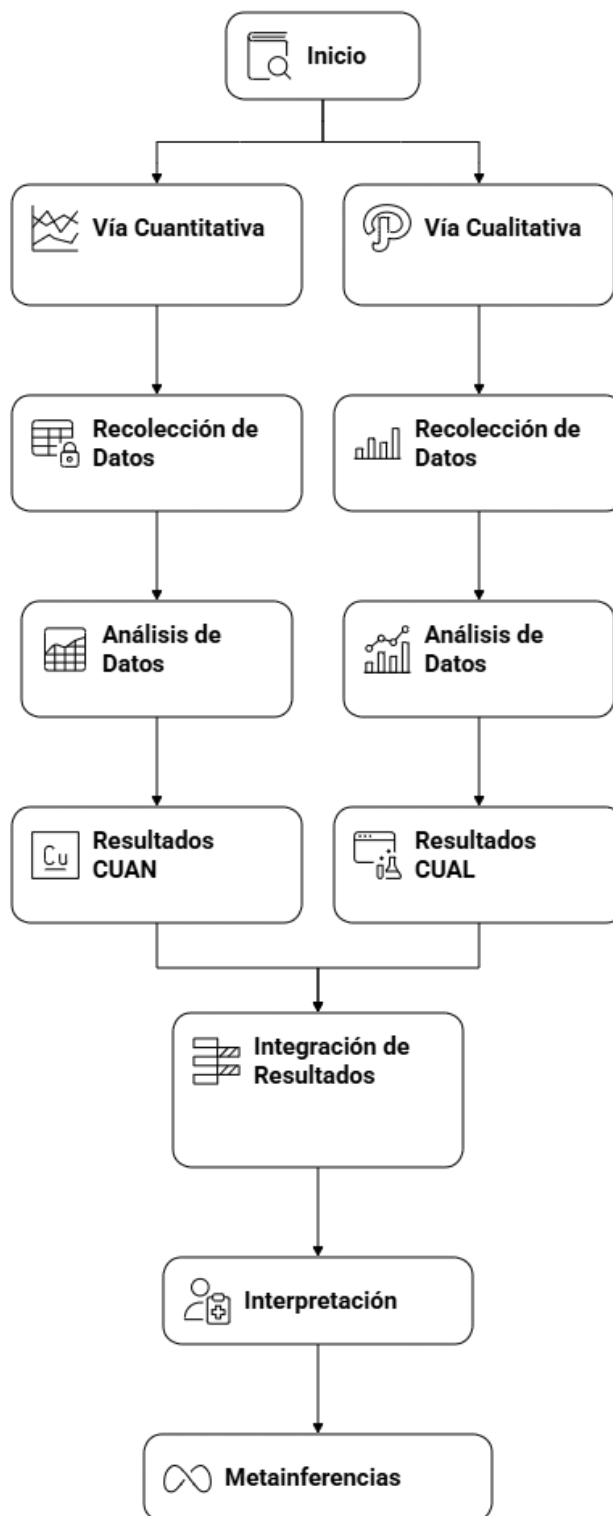 Inicio
Vía Cuantitativa
Vía Cualitativa
Recolección de
Datos
Recolección de
Datos
Análisis de
Datos
Análisis de
Datos
Cu
Resultados
CUAN
Resultados
CUAL
Integración de
Resultados
Interpretación
Metainferencias